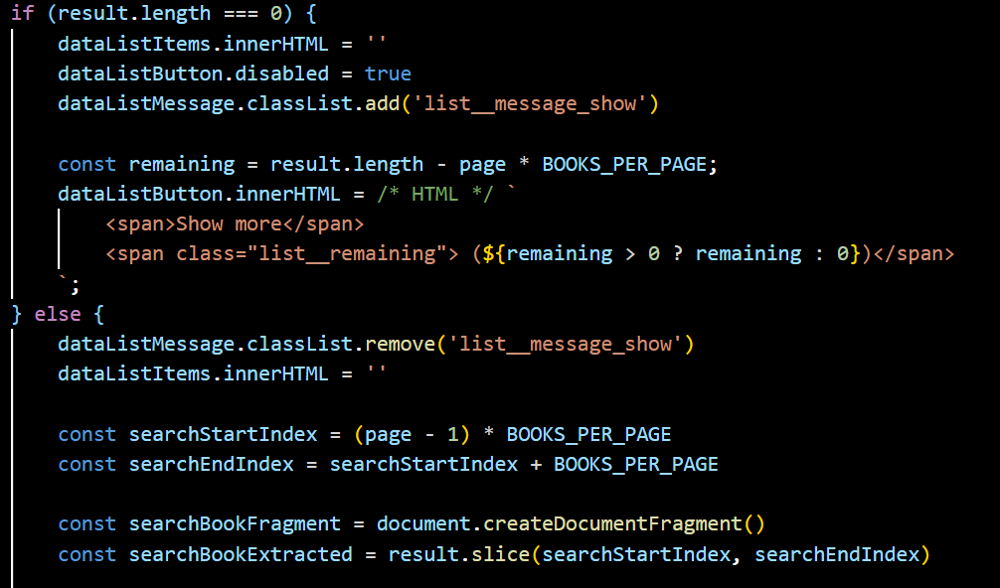 if (result.length === 0) {
    dataListItems.innerHTML = ''
    dataListButton.disabled = true
    dataListMessage.classList.add('list__message_show')

    const remaining = result.length - page * BOOKS_PER_PAGE;
    dataListButton.innerHTML = /* HTML */ `
        <span>Show more</span>
        <span class="list__remaining"> (${remaining > 0 ? remaining : 0})</span>
    `;
} else {
    dataListMessage.classList.remove('list__message_show')
    dataListItems.innerHTML = ''

    const searchStartIndex = (page - 1) * BOOKS_PER_PAGE
    const searchEndIndex = searchStartIndex + BOOKS_PER_PAGE

    const searchBookFragment = document.createDocumentFragment()
    const searchBookExtracted = result.slice(searchStartIndex, searchEndIndex)